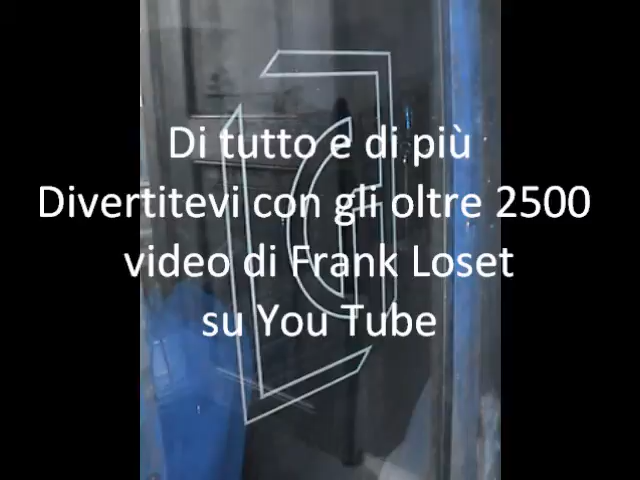 Di tutto e di più
Divertitevi con gli oltre 2500
video di Frank Loset
su You Tube